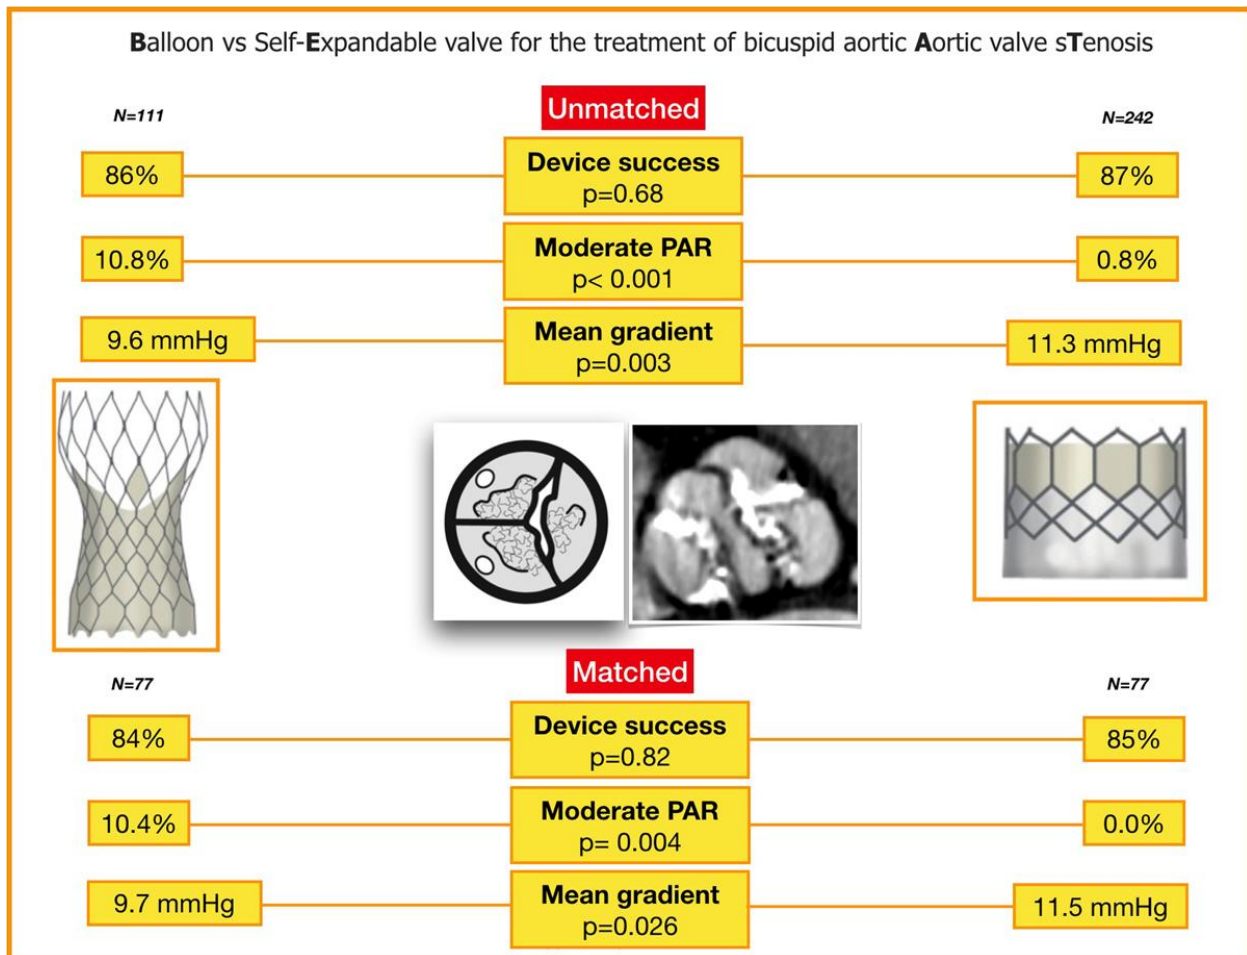 Balloon vs Self-Expandable valve for the treatment of bicuspid aortic Aortic valve sTenosis
Unmatched
N=111
N=242
Device success
p=0.68
86%
87%
Moderate PAR
p< 0.001
10.8%
0.8%
Mean gradient
p=0.003
9.6 mmHg
11.3 mmHg
Matched
N=77
N=77
Device success
p=0.82
84%
85%
Moderate PAR
p= 0.004
10.4%
0.0%
Mean gradient
p=0.026
9.7 mmHg
11.5 mmHg